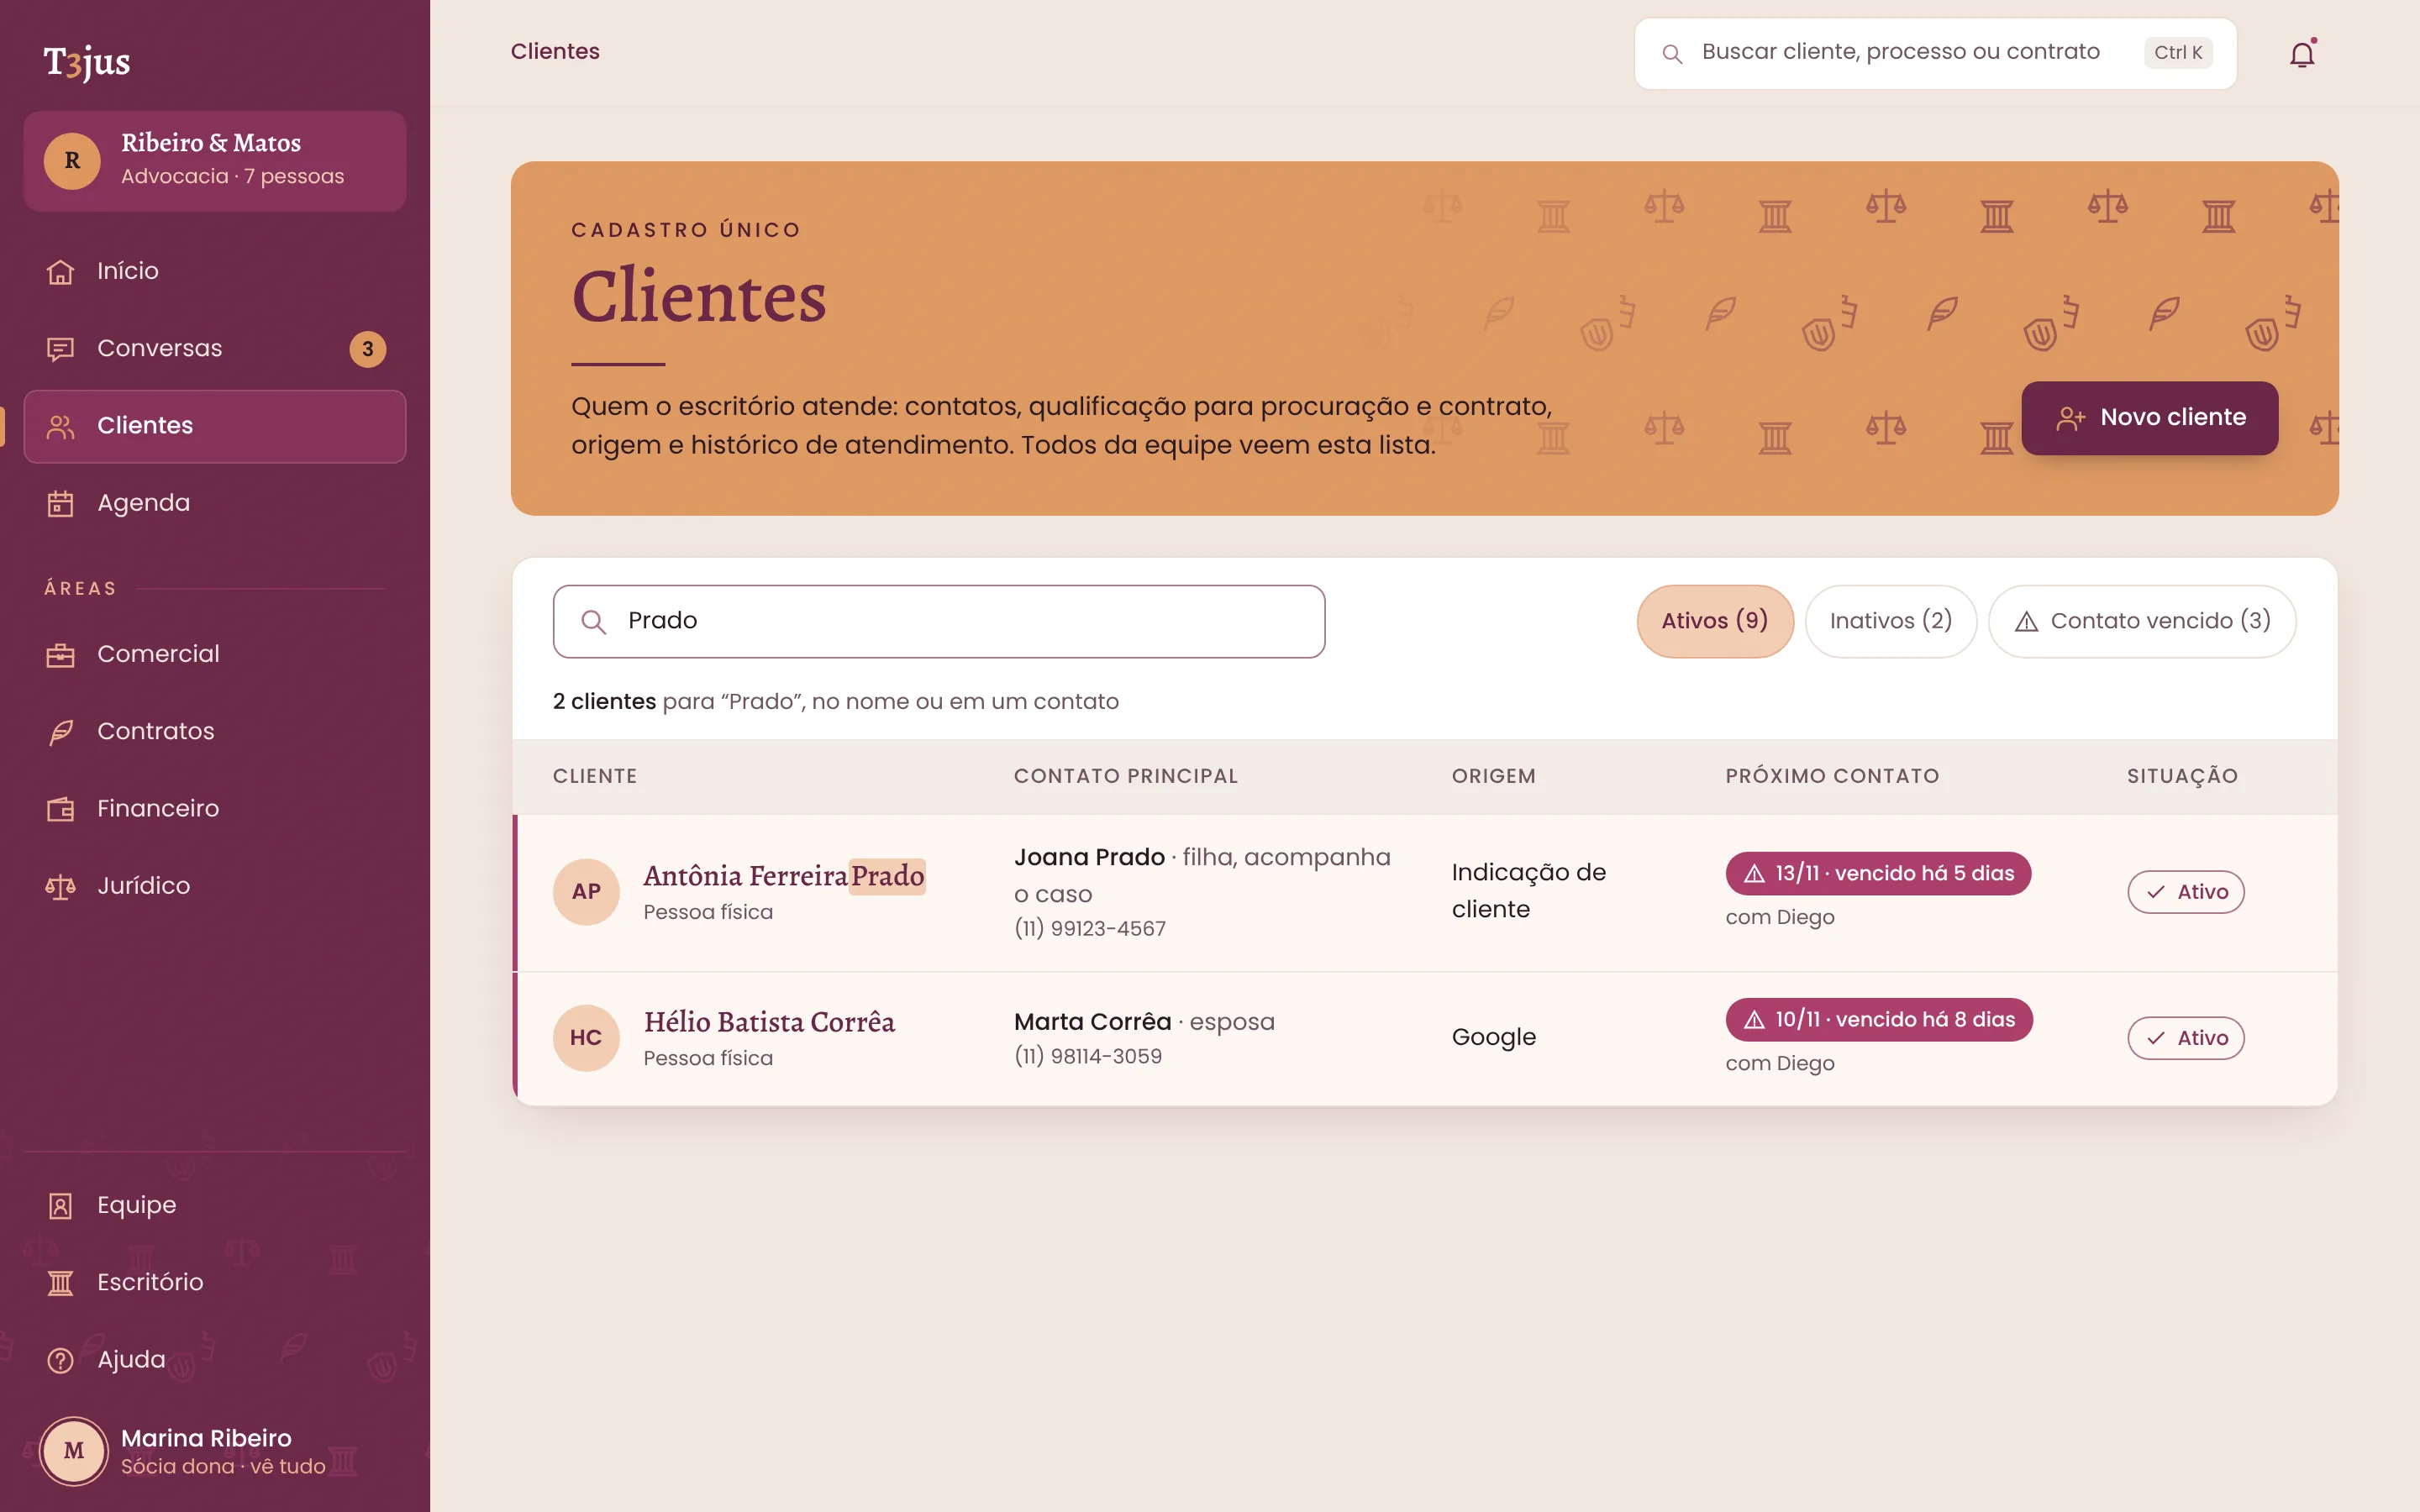 T3jus
R
Ribeiro & Matos
Advocacia · 7 pessoas
Início
Conversas
3
Clientes
Agenda
ÁREAS
Comercial
Contratos
Financeiro
Jurídico
Equipe
Escritório
Ajuda
M
Marina Ribeiro
Sócia dona · vê tudo
Clientes
Buscar cliente, processo ou contrato
Ctrl K
CADASTRO ÚNICO
Clientes
Quem o escritório atende: contatos, qualificação para procuração e contrato,
origem e histórico de atendimento. Todos da equipe veem esta lista.
Novo cliente
Prado
Ativos (9)
Inativos (2)
Contato vencido (3)
2 clientes para “Prado”, no nome ou em um contato
CLIENTE
CONTATO PRINCIPAL
ORIGEM
PRÓXIMO CONTATO
SITUAÇÃO
AP
Antônia Ferreira Prado
Pessoa física
Joana Prado · filha, acompanha
o caso
(11) 99123-4567
Indicação de
cliente
13/11 · vencido há 5 dias
com Diego
Ativo
HC
Hélio Batista Corrêa
Pessoa física
Marta Corrêa · esposa
(11) 98114-3059
Google
10/11 · vencido há 8 dias
com Diego
Ativo